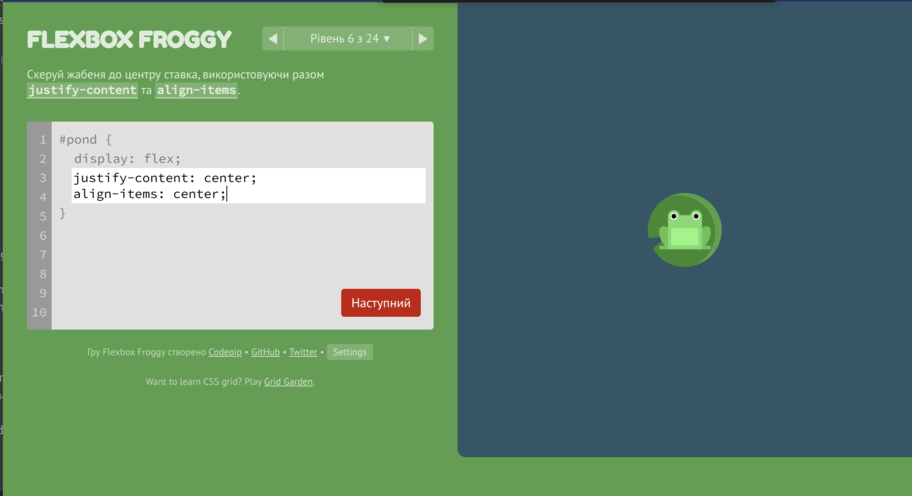 FLEXBOX FROGGY
◀ Рівень 6 з 24 ▾ ▶
Скеруй жабеня до центру ставка, використовуючи разом
justify-content та align-items.
1 #pond {
2 display: flex;
3 justify-content: center;
4 align-items: center;
5 }
6
7
8
9
10
Наступний
Гру Flexbox Froggy створено Codepip • GitHub • Twitter • Settings
Want to learn CSS grid? Play Grid Garden.